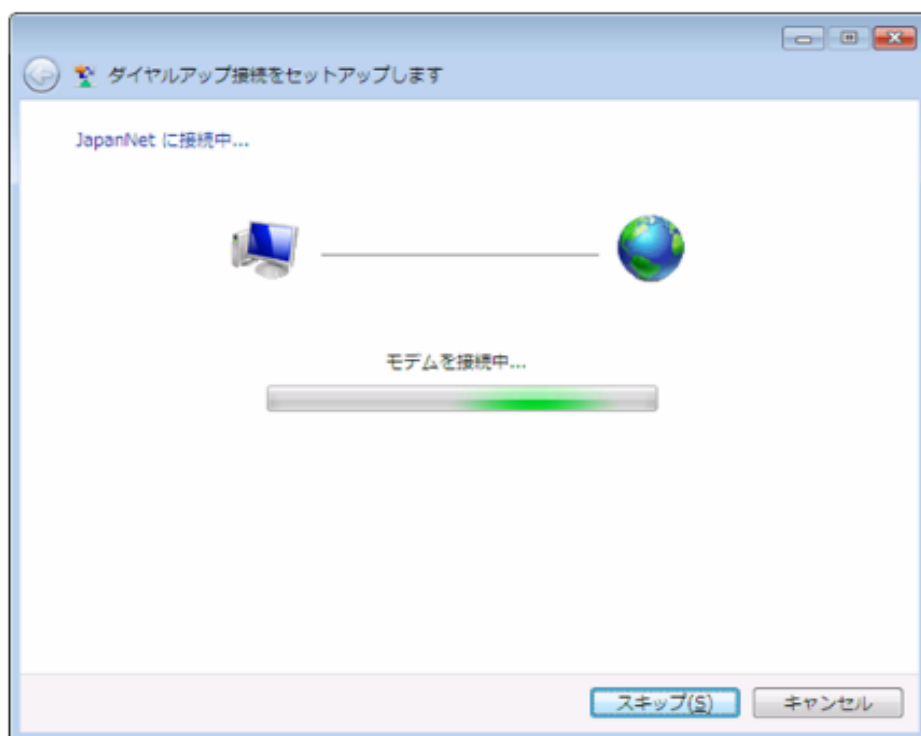 ダイヤルアップ接続をセットアップします
JapanNet に接続中...
モデムを接続中...
スキップ(S)
キャンセル